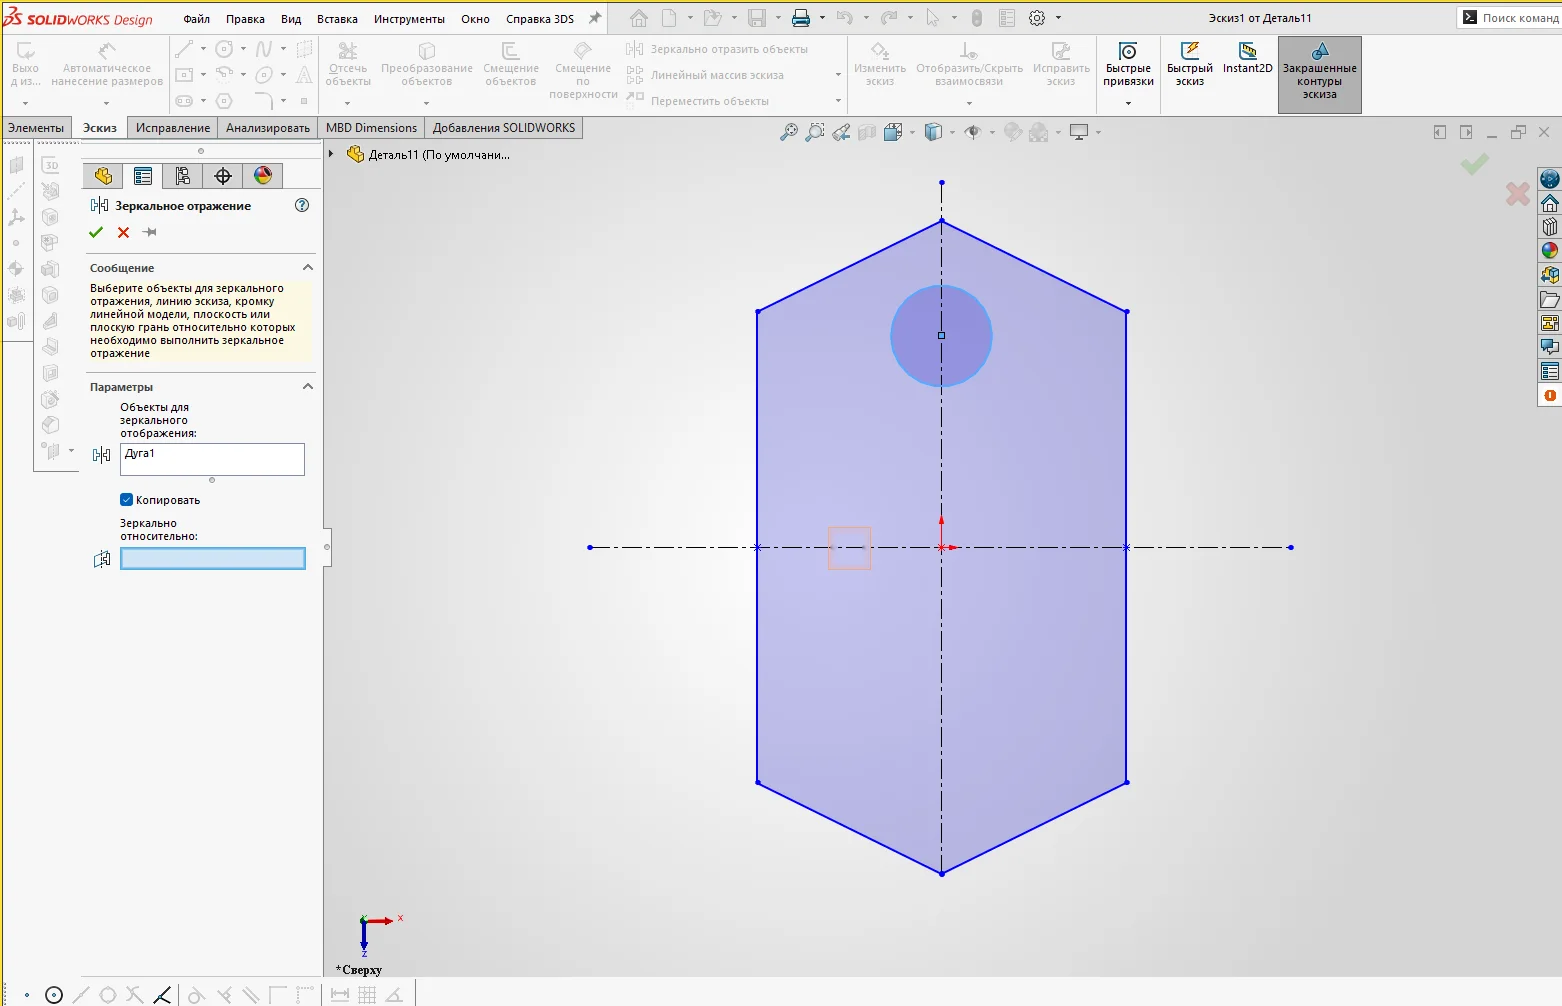 SOLIDWORKS Design
Файл Правка Вид Вставка Инструменты Окно Справка 3DS
Эскиз1 от Деталь11
Поиск команд
Выхо
д из...
Автоматическое
нанесение размеров
Отсечь
объекты
Преобразование
объектов
Смещение
объектов
Смещение
по
поверхности
Зеркально отразить объекты
Линейный массив эскиза
Переместить объекты
Изменить
эскиз
Отобразить/Скрыть
взаимосвязи
Исправить
эскиз
Быстрые
привязки
Быстрый
эскиз
Instant2D
Закрашенные
контуры
эскиза
Элементы Эскиз Исправление Анализировать MBD Dimensions Добавления SOLIDWORKS
Деталь11 (По умолчани...
3D
Зеркальное отражение
Сообщение
Выберите объекты для зеркального
отражения, линию эскиза, кромку
линейной модели, плоскость или
плоскую грань относительно которых
необходимо выполнить зеркальное
отражение
Параметры
Объекты для
зеркального
отображения:
Дуга1
Копировать
Зеркально
относительно:
Y
X
Z
*Сверху